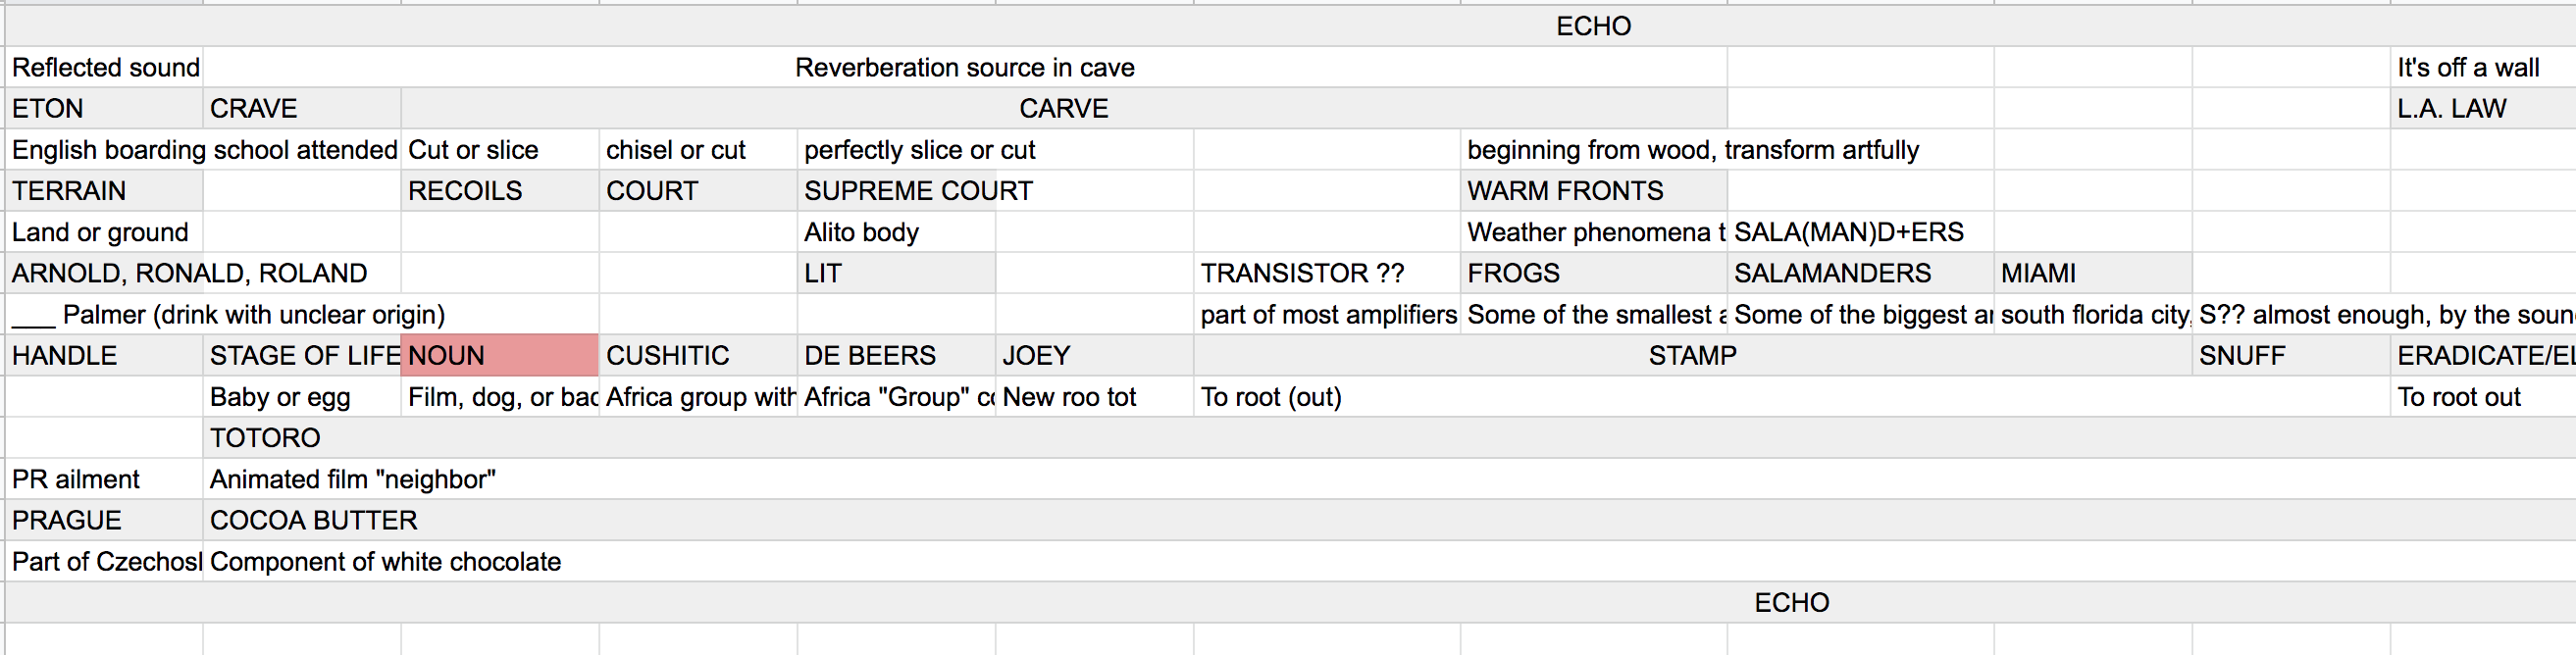 ECHO
Reflected sound Reverberation source in cave It's off a wall
ETON CRAVE CARVE L.A. LAW
English boarding school attended Cut or slice chisel or cut perfectly slice or cut beginning from wood, transform artfully
TERRAIN RECOILS COURT SUPREME COURT WARM FRONTS
Land or ground Alito body Weather phenomena t SALA(MAN)D+ERS
ARNOLD, RONALD, ROLAND LIT TRANSISTOR ?? FROGS SALAMANDERS MIAMI
___ Palmer (drink with unclear origin) part of most amplifiers Some of the smallest a Some of the biggest ar south florida city, S?? almost enough, by the soun
HANDLE STAGE OF LIFE NOUN CUSHITIC DE BEERS JOEY STAMP SNUFF ERADICATE/EL
Baby or egg Film, dog, or bac Africa group with Africa "Group" co New roo tot To root (out) To root out
TOTORO
PR ailment Animated film "neighbor"
PRAGUE COCOA BUTTER
Part of Czechosl Component of white chocolate
ECHO